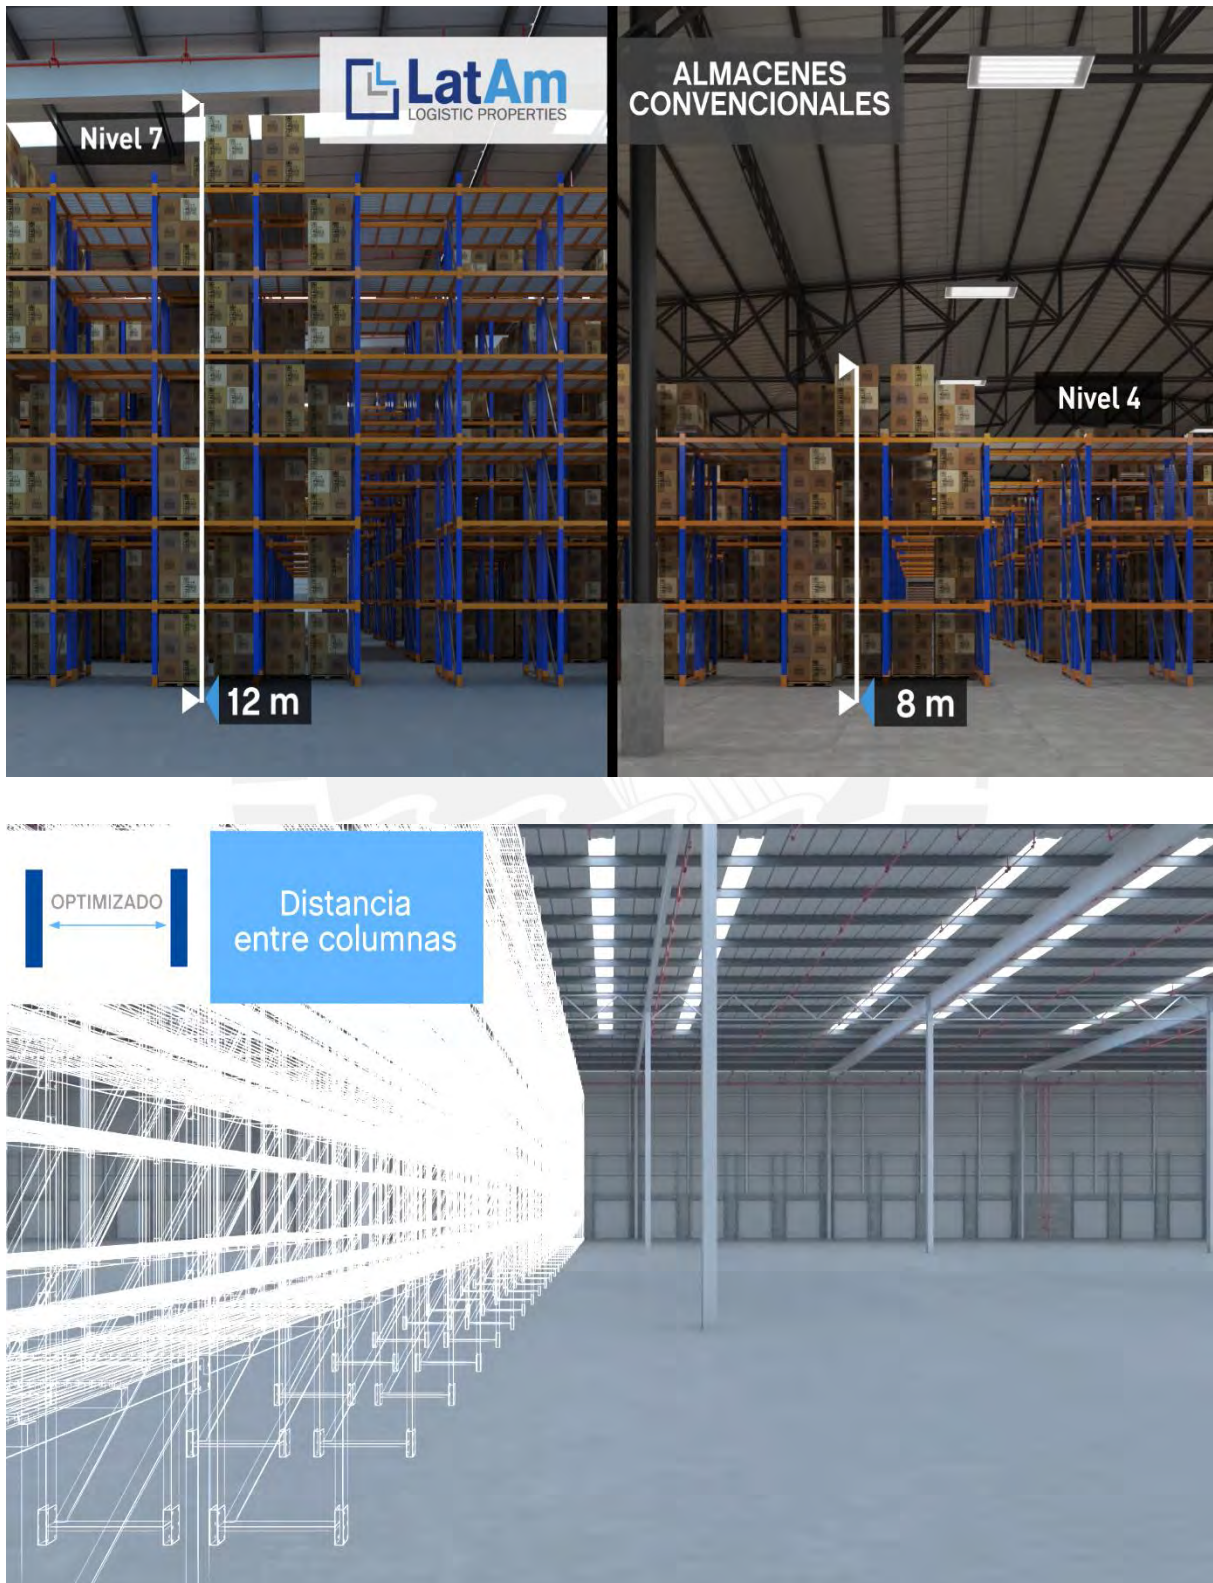 LatAm
LOGISTIC PROPERTIES
Nivel 7
12 m
ALMACENES
CONVENCIONALES
Nivel 4
8 m
OPTIMIZADO
Distancia
entre columnas